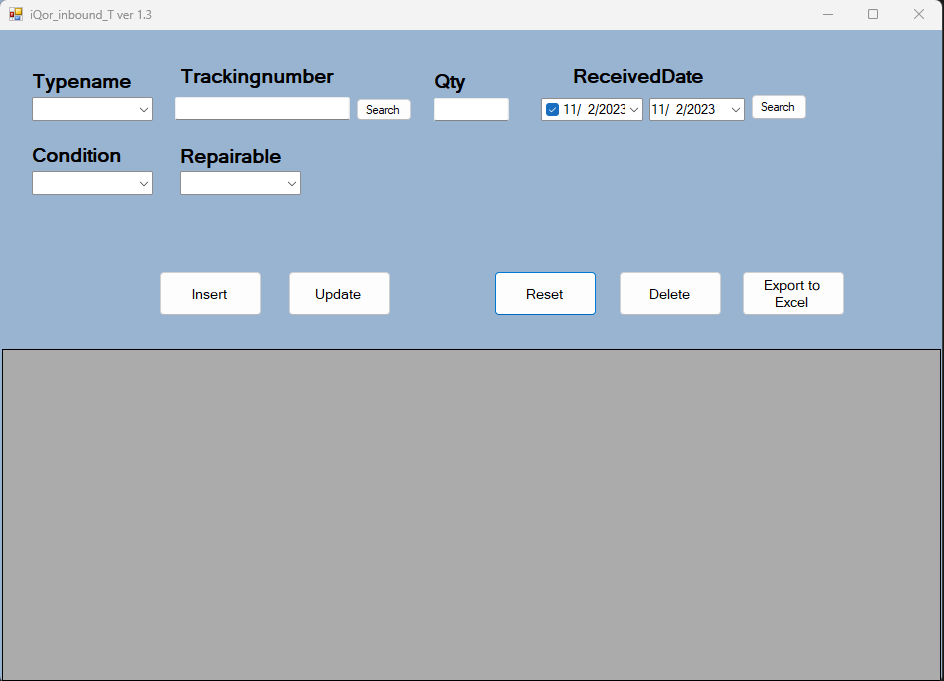 iQor_inbound_T ver 1.3
Typename
Trackingnumber
Qty
ReceivedDate
Search
11/ 2/2023
11/ 2/2023
Search
Condition
Repairable
Insert
Update
Reset
Delete
Export to
Excel